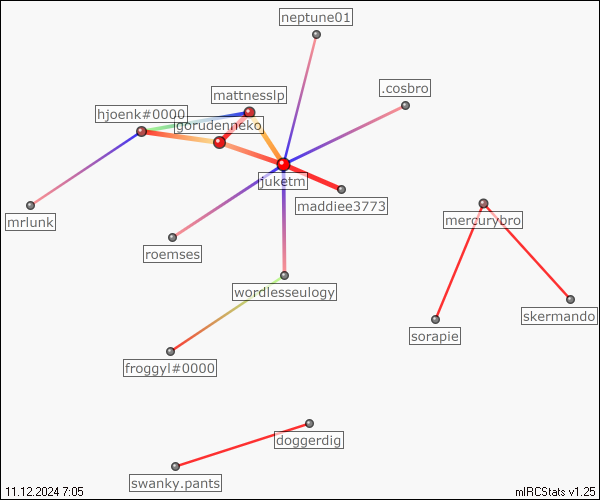 neptune01
.cosbro
mattnesslp
hjoenk#0000
gorudenneko
juketm
maddiee3773
mrlunk
mercurybro
roemses
wordlesseulogy
skermando
sorapie
froggyl#0000
doggerdig
swanky.pants
11.12.2024 7:05
mIRCStats v1.25